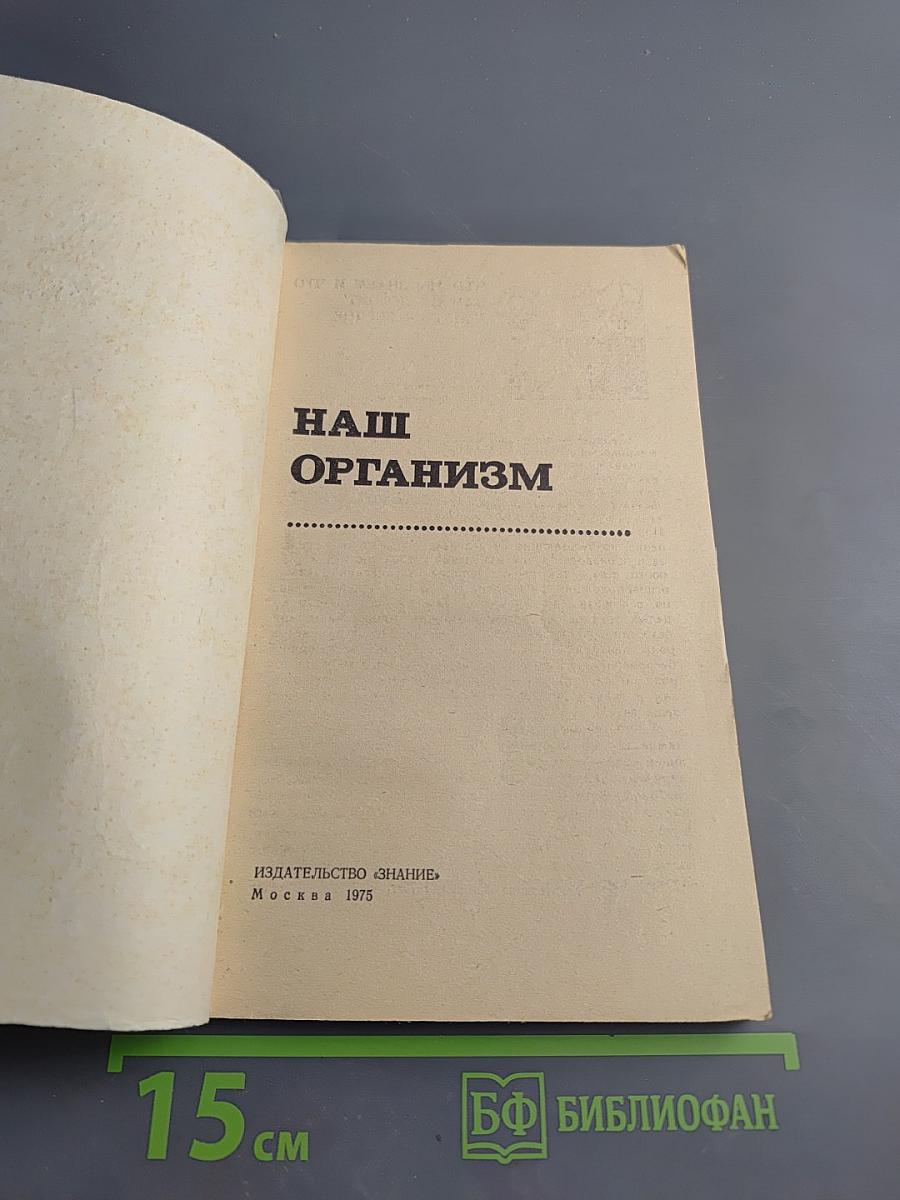 НАШ
ОРГАНИЗМ
ИЗДАТЕЛЬСТВО «ЗНАНИЕ»
Москва 1975
15 см
БФ БИБЛИОФАН